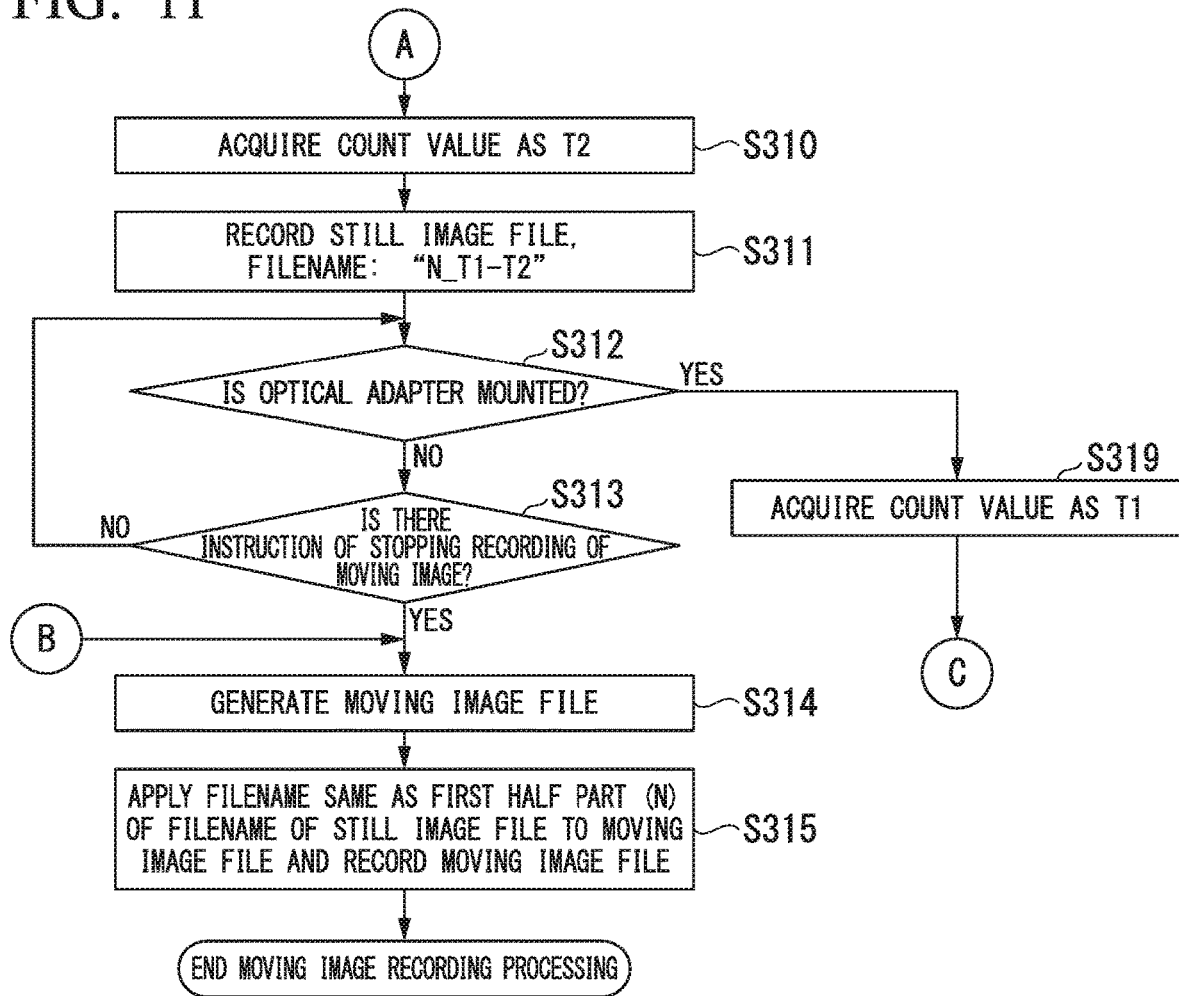 FIG. 11
A
ACQUIRE COUNT VALUE AS T2
S310
RECORD STILL IMAGE FILE,
FILENAME: “N_T1-T2”
S311
S312
IS OPTICAL ADAPTER MOUNTED?
YES
NO
S313
IS THERE
INSTRUCTION OF STOPPING RECORDING OF
MOVING IMAGE?
NO
YES
S319
ACQUIRE COUNT VALUE AS T1
C
B
GENERATE MOVING IMAGE FILE
S314
APPLY FILENAME SAME AS FIRST HALF PART (N)
OF FILENAME OF STILL IMAGE FILE TO MOVING
IMAGE FILE AND RECORD MOVING IMAGE FILE
S315
END MOVING IMAGE RECORDING PROCESSING